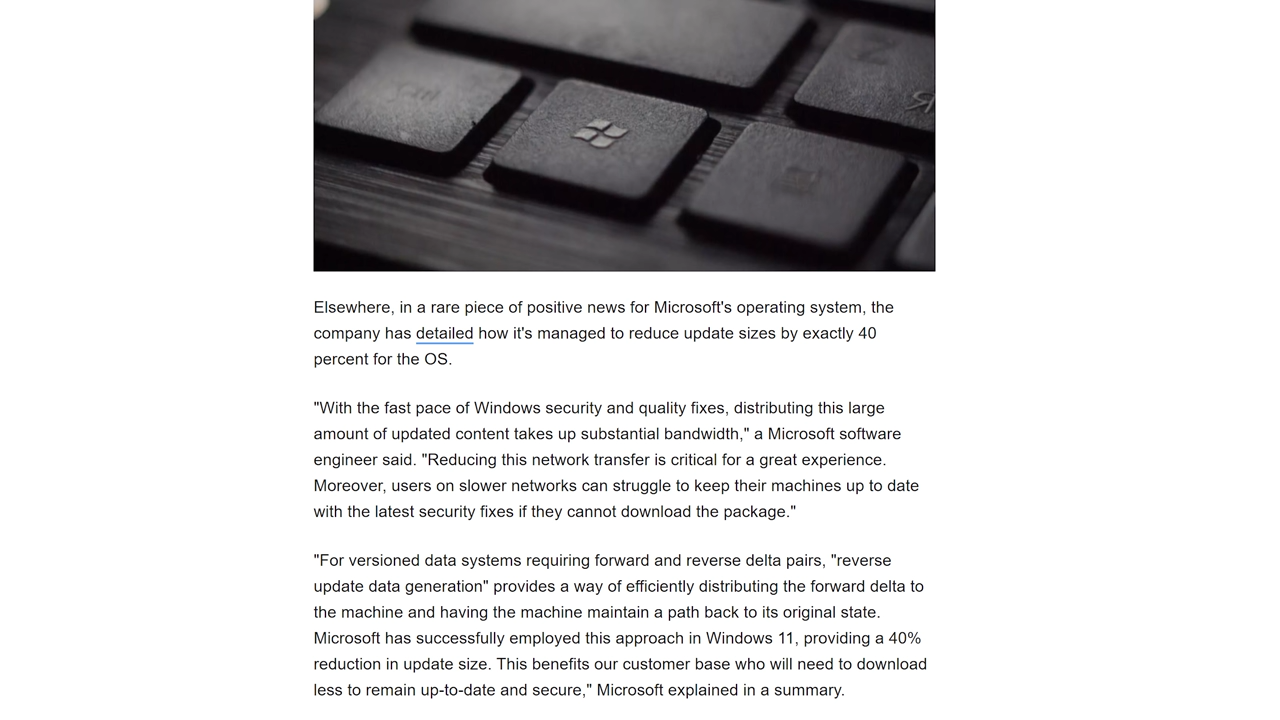 Elsewhere, in a rare piece of positive news for Microsoft's operating system, the
company has detailed how it's managed to reduce update sizes by exactly 40
percent for the OS.
"With the fast pace of Windows security and quality fixes, distributing this large
amount of updated content takes up substantial bandwidth," a Microsoft software
engineer said. "Reducing this network transfer is critical for a great experience.
Moreover, users on slower networks can struggle to keep their machines up to date
with the latest security fixes if they cannot download the package."
"For versioned data systems requiring forward and reverse delta pairs, "reverse
update data generation" provides a way of efficiently distributing the forward delta to
the machine and having the machine maintain a path back to its original state.
Microsoft has successfully employed this approach in Windows 11, providing a 40%
reduction in update size. This benefits our customer base who will need to download
less to remain up-to-date and secure," Microsoft explained in a summary.